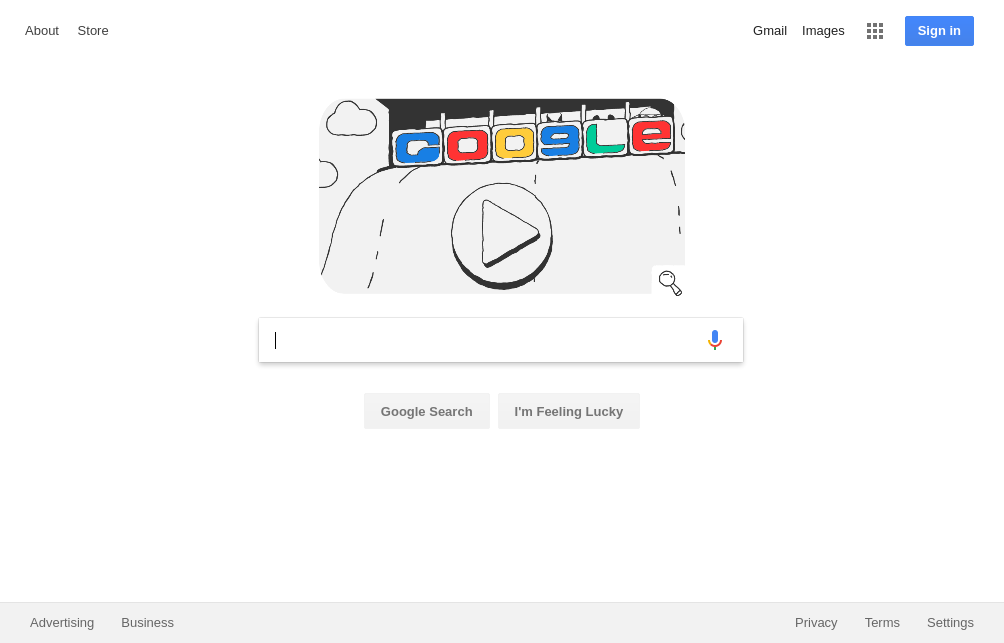 About Store Gmail Images Sign in
GOOGLE
Google Search I'm Feeling Lucky
Advertising Business Privacy Terms Settings